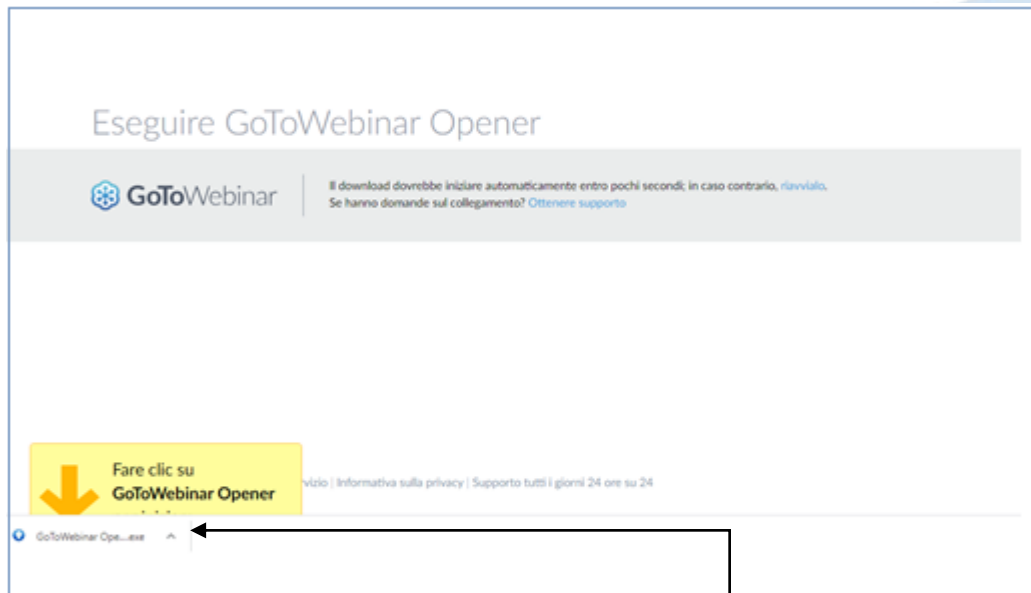 Eseguire GoToWebinar Opener
GoToWebinar
Il download dovrebbe iniziare automaticamente entro pochi secondi; in caso contrario, riavvialo.
Se hanno domande sul collegamento? Ottenere supporto
Fare clic su
GoToWebinar Opener
rvizio | Informativa sulla privacy | Supporto tutti i giorni 24 ore su 24
GoToWebinar Ope....exe